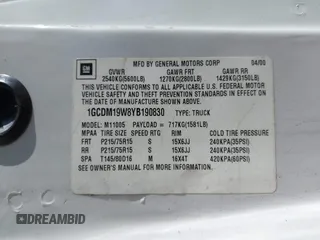 GM
MFD BY GENERAL MOTORS CORP 04/00
GVWR GAWR FRT GAWR RR
2540KG(5600LB) 1270KG(2800LB) 1429KG(3150LB)
THIS VEHICLE CONFORMS TO ALL APPLICABLE U.S. FEDERAL
MOTOR VEHICLE SAFETY AND THEFT PREVENTION STANDARDS
IN EFFECT ON THE DATE OF MANUFACTURE SHOWN ABOVE.
1GCDM19W8YB190830 TYPE: TRUCK
MODEL: M11005 PAYLOAD = 717KG(1581LB)
TIRE SIZE SPEED RTG RIM COLD TIRE PRESSURE
FRT P215/75R15 S 15X6JJ 240KPA(35PSI)
RR P215/75R15 S 15X6JJ 240KPA(35PSI)
SPA T145/80D16 M 16X4T 420KPA(60PSI)
SEE OWNER'S MANUAL FOR MORE INFORMATION.
DREAMBID